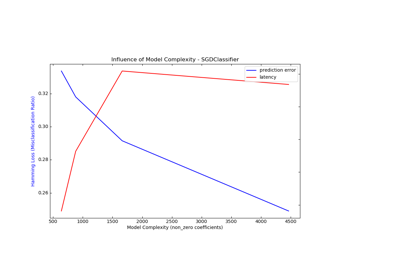 Influence of Model Complexity - SGDClassifier
prediction error
latency
0.32
0.30
0.28
0.26
Hamming Loss (Misclassification Ratio)
500 1000 1500 2000 2500 3000 3500 4000 4500
Model Complexity (non_zero coefficients)